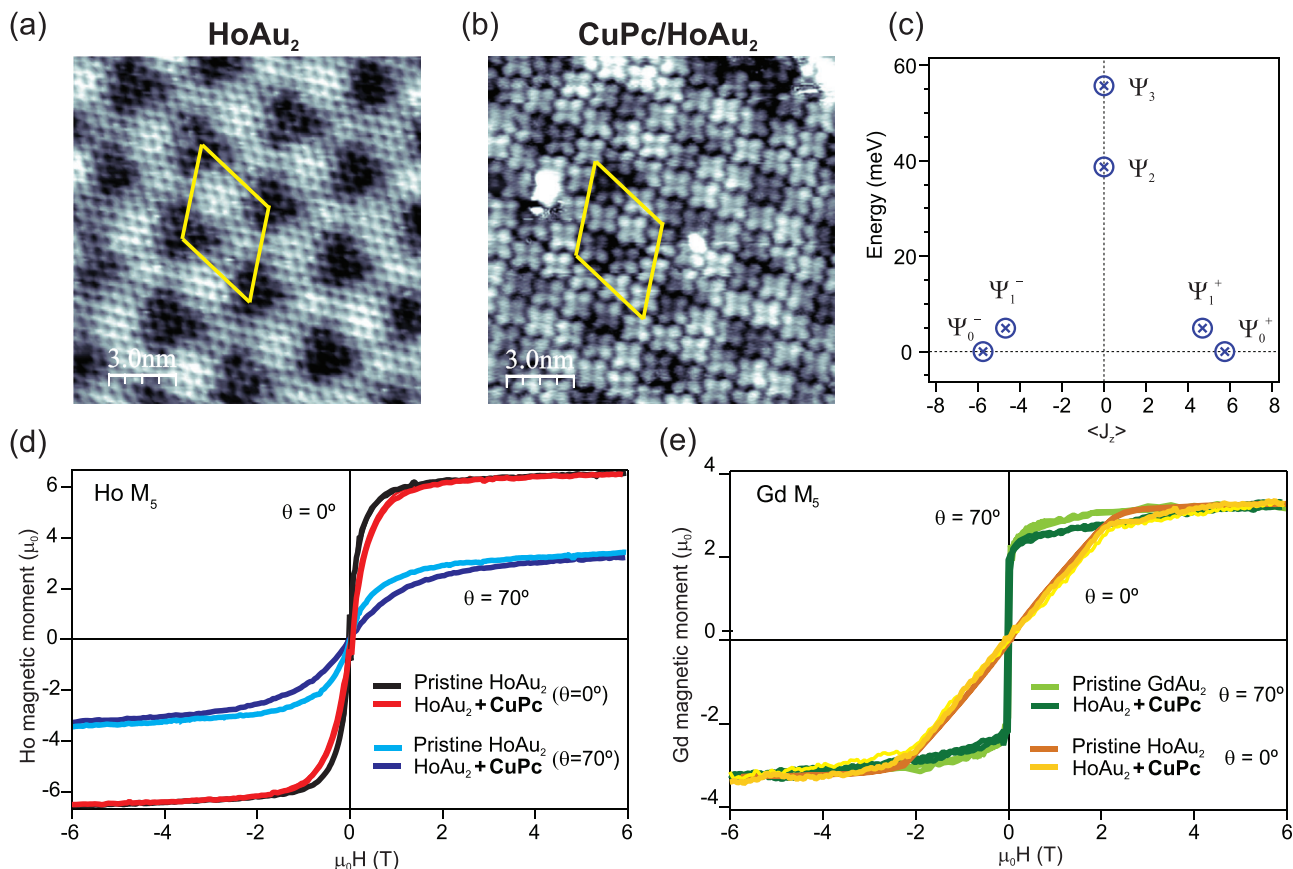 (a)
HoAu₂
3.0nm
(b)
CuPc/HoAu₂
3.0nm
(c)
Energy (meV)
60
40
20
0
Ψ₃
Ψ₂
Ψ₁⁻
Ψ₁⁺
Ψ₀⁻
Ψ₀⁺
-8 -6 -4 -2 0 2 4 6 8
<J_z>
(d)
Ho M₅
θ = 0º
θ = 70º
Ho magnetic moment (μ₀)
6
4
2
0
-2
-4
-6
Pristine HoAu₂
HoAu₂ + CuPc
(θ=0º)
Pristine HoAu₂
HoAu₂ + CuPc
(θ=70º)
-6 -4 -2 0 2 4 6
μ₀H (T)
(e)
Gd M₅
θ = 70º
θ = 0º
Gd magnetic moment (μ₀)
4
2
0
-2
-4
Pristine GdAu₂
HoAu₂ + CuPc
θ = 70º
Pristine HoAu₂
HoAu₂ + CuPc
θ = 0º
-6 -4 -2 0 2 4 6
μ₀H (T)